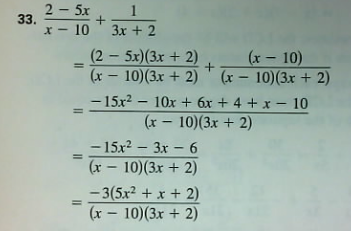 33. (2 − 5x)/(x − 10) + 1/(3x + 2)
= (2 − 5x)(3x + 2)/(x − 10)(3x + 2) + (x − 10)/(x − 10)(3x + 2)
= −15x² − 10x + 6x + 4 + x − 10/(x − 10)(3x + 2)
= −15x² − 3x − 6/(x − 10)(3x + 2)
= −3(5x² + x + 2)/(x − 10)(3x + 2)